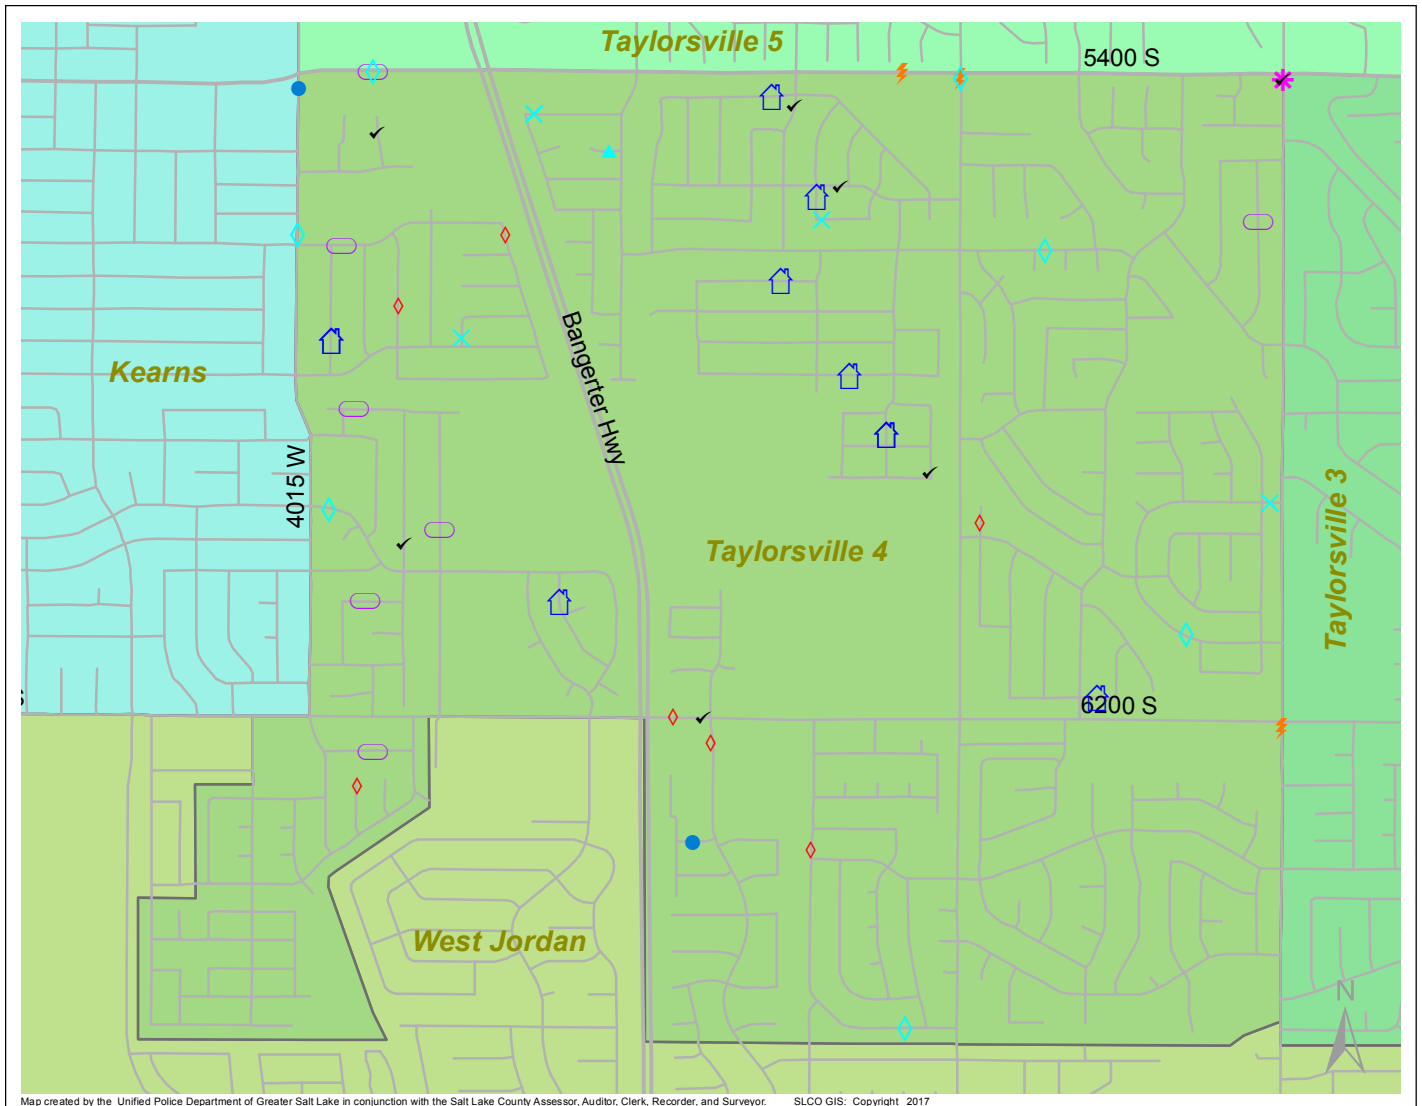 Taylorsville 5
5400 S
Kearns
Bangerter Hwy
4015 W
Taylorsville 4
Taylorsville 3
6200 S
West Jordan
N
Map created by the Unified Police Department of Greater Salt Lake in conjunction with the Salt Lake County Assessor, Auditor, Clerk, Recorder, and Surveyor. SLCO GIS: Copyright 2017